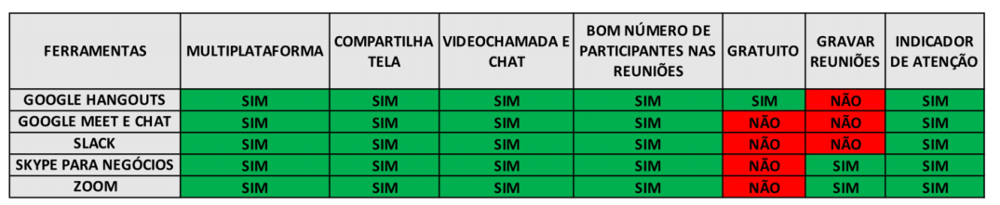 FERRAMENTAS MULTIPLATAFORMA COMPARTILHA TELA VIDEOCHAMADA E CHAT BOM NÚMERO DE PARTICIPANTES NAS REUNIÕES GRATUITO GRAVAR REUNIÕES INDICADOR DE ATENÇÃO
GOOGLE HANGOUTS SIM SIM SIM SIM SIM NÃO SIM
GOOGLE MEET E CHAT SIM SIM SIM SIM NÃO NÃO SIM
SLACK SIM SIM SIM SIM NÃO NÃO SIM
SKYPE PARA NEGÓCIOS SIM SIM SIM SIM NÃO SIM SIM
ZOOM SIM SIM SIM SIM NÃO SIM SIM